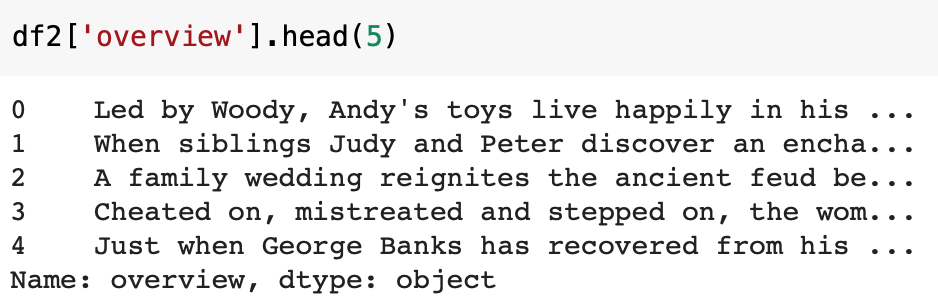 df2['overview'].head(5)
0 Led by Woody, Andy's toys live happily in his ...
1 When siblings Judy and Peter discover an encha...
2 A family wedding reignites the ancient feud be...
3 Cheated on, mistreated and stepped on, the wom...
4 Just when George Banks has recovered from his ...
Name: overview, dtype: object